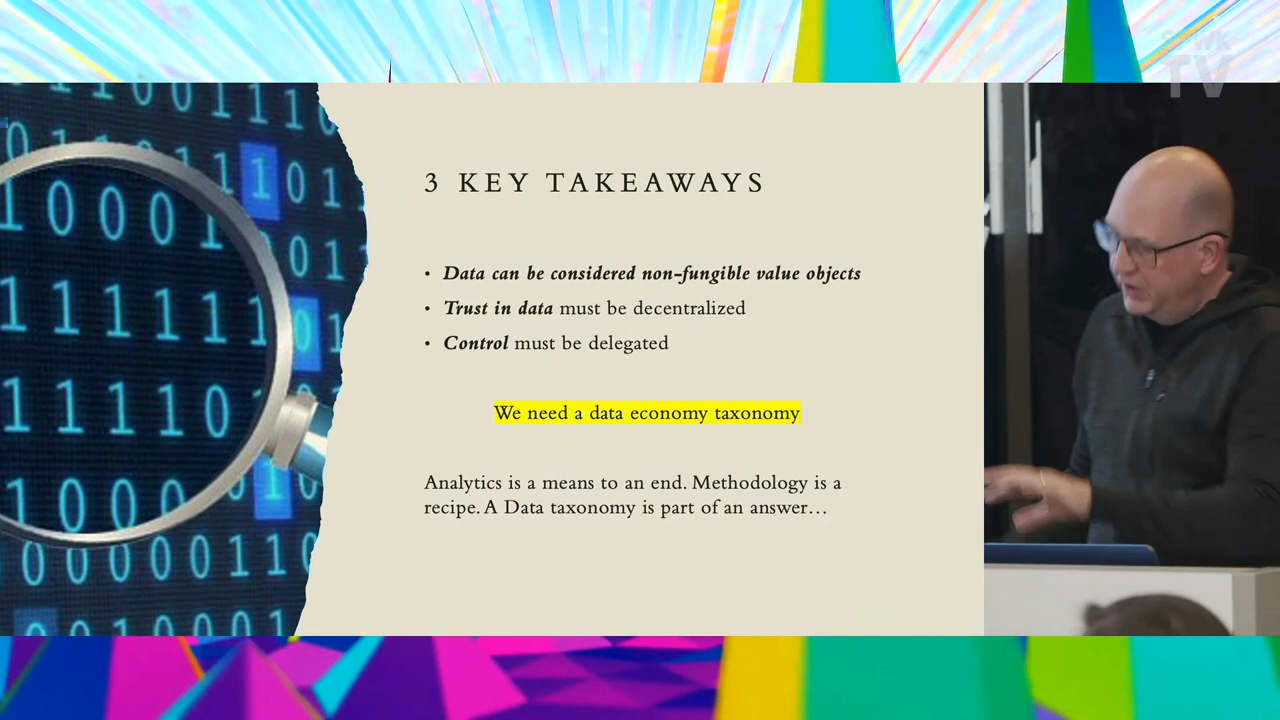 3 KEY TAKEAWAYS
• Data can be considered non-fungible value objects
• Trust in data must be decentralized
• Control must be delegated
We need a data economy taxonomy
Analytics is a means to an end. Methodology is a
recipe. A Data taxonomy is part of an answer…
TV